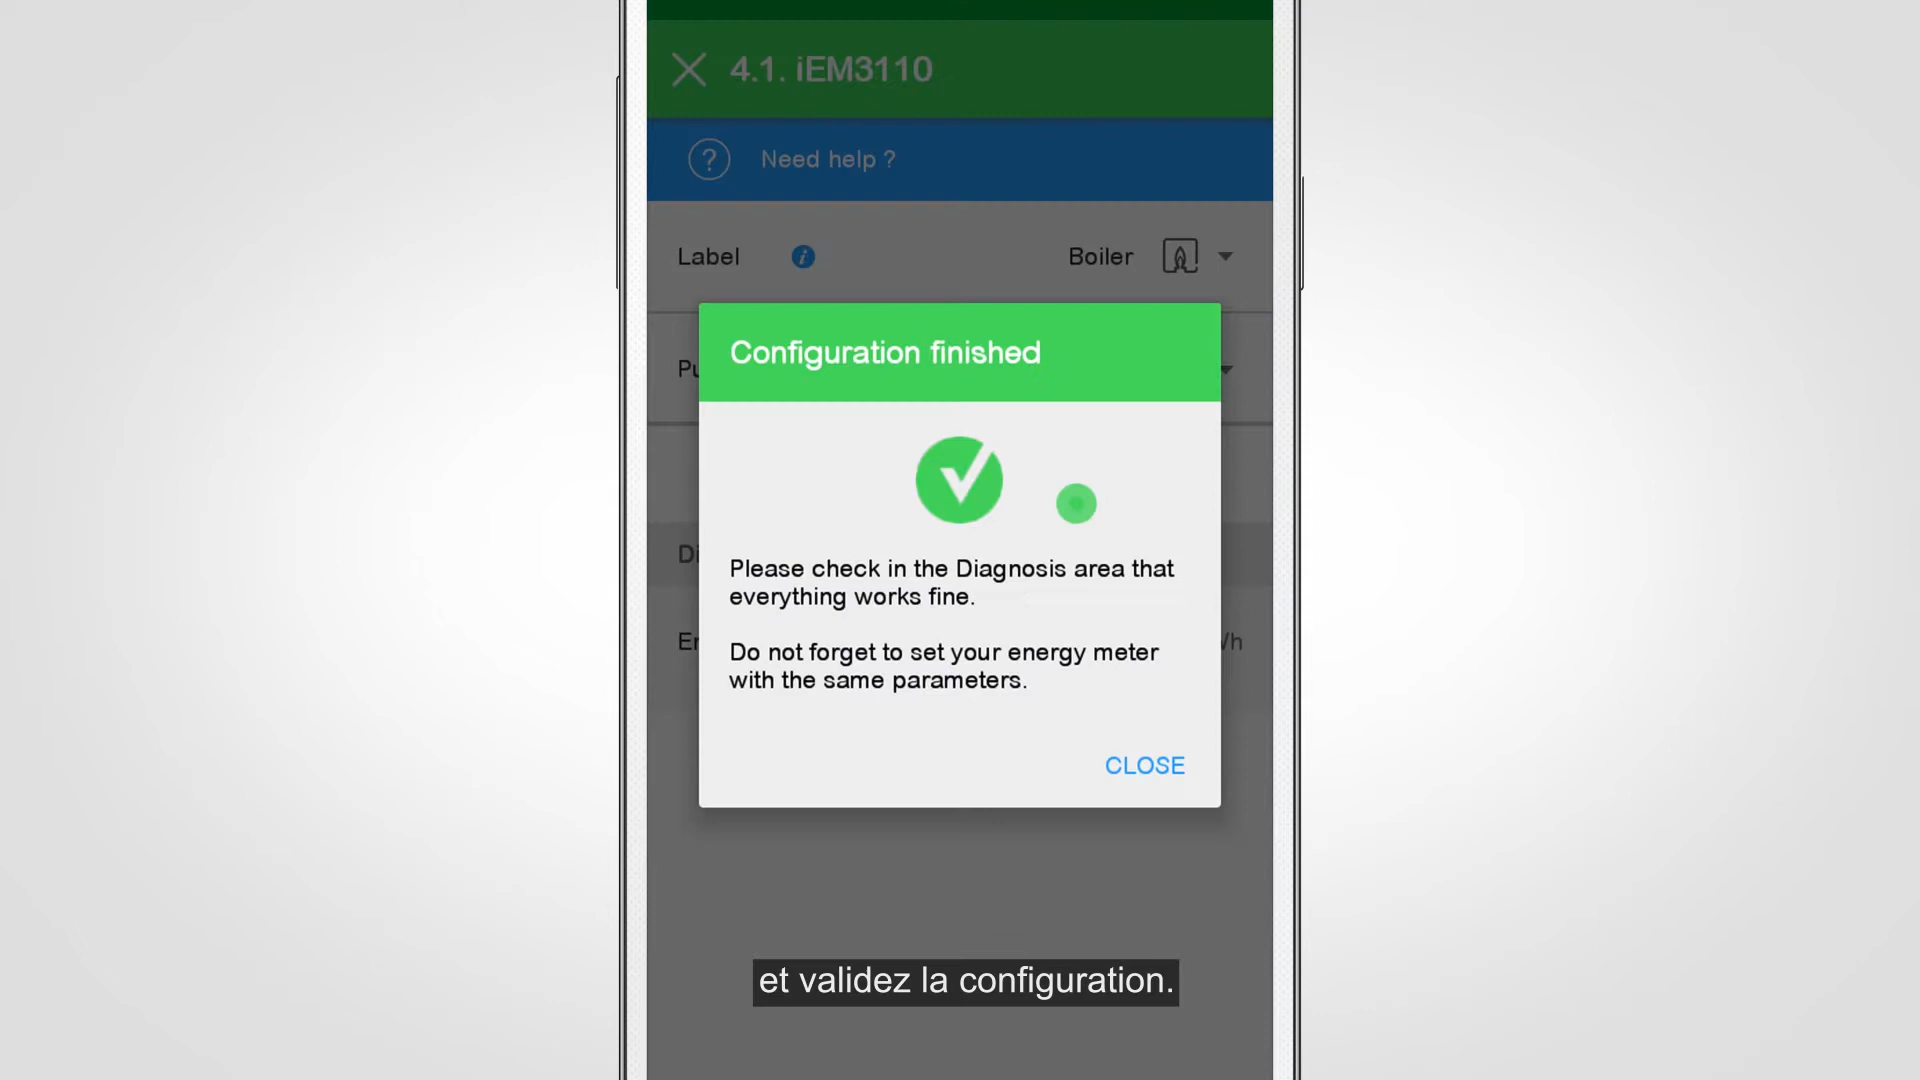 4.1. iEM3110
? Need help ?
Label i Boiler
Configuration finished
Please check in the Diagnosis area that
everything works fine.
Do not forget to set your energy meter
with the same parameters.
CLOSE
et validez la configuration.